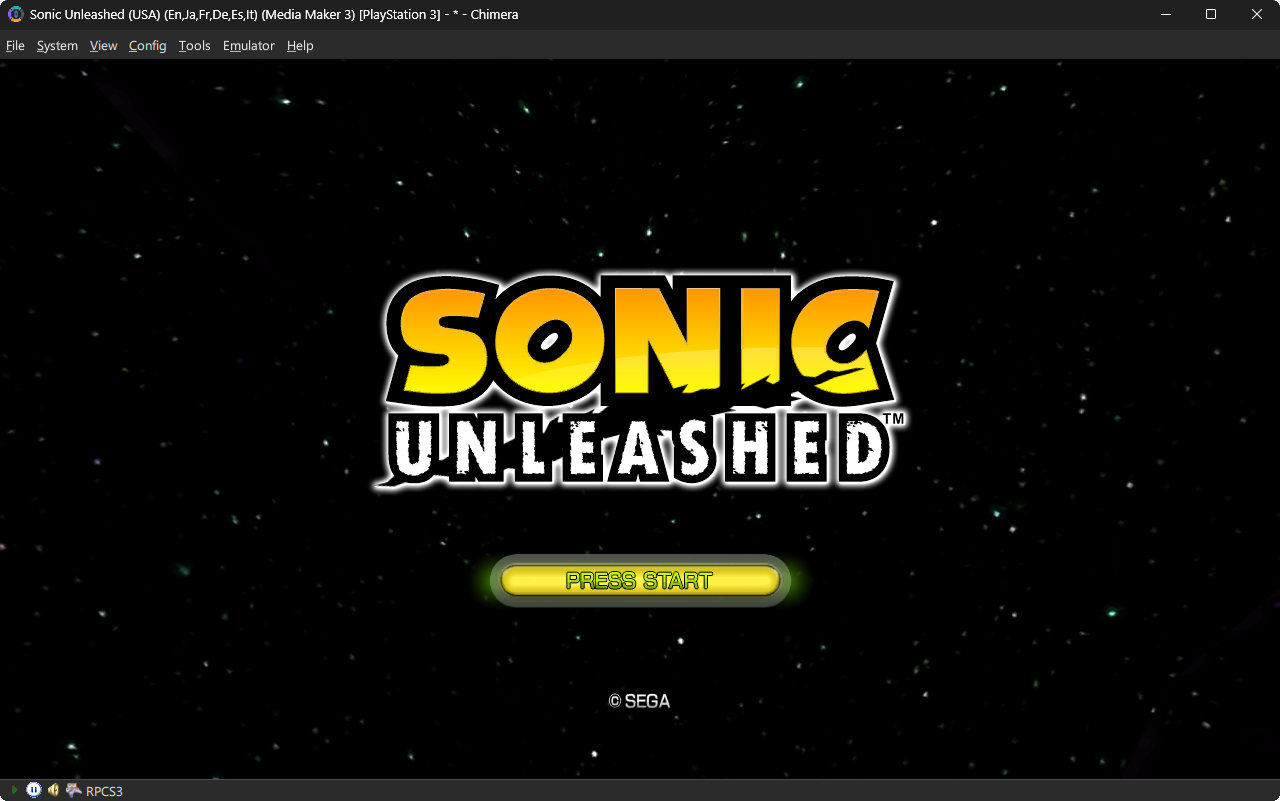 Sonic Unleashed (USA) (En,Ja,Fr,De,Es,It) (Media Maker 3) [PlayStation 3] - * - Chimera
File System View Config Tools Emulator Help
SONIC
UNLEASHED™
PRESS START
© SEGA
RPCS3